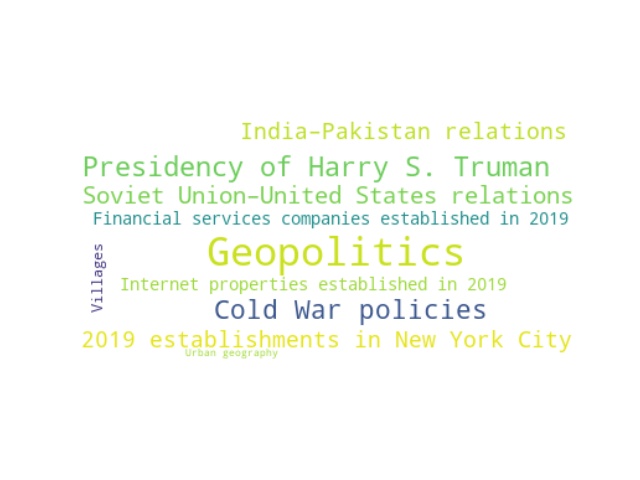 India–Pakistan relations
Presidency of Harry S. Truman
Soviet Union–United States relations
Financial services companies established in 2019
Villages
Geopolitics
Internet properties established in 2019
Cold War policies
2019 establishments in New York City
Urban geography